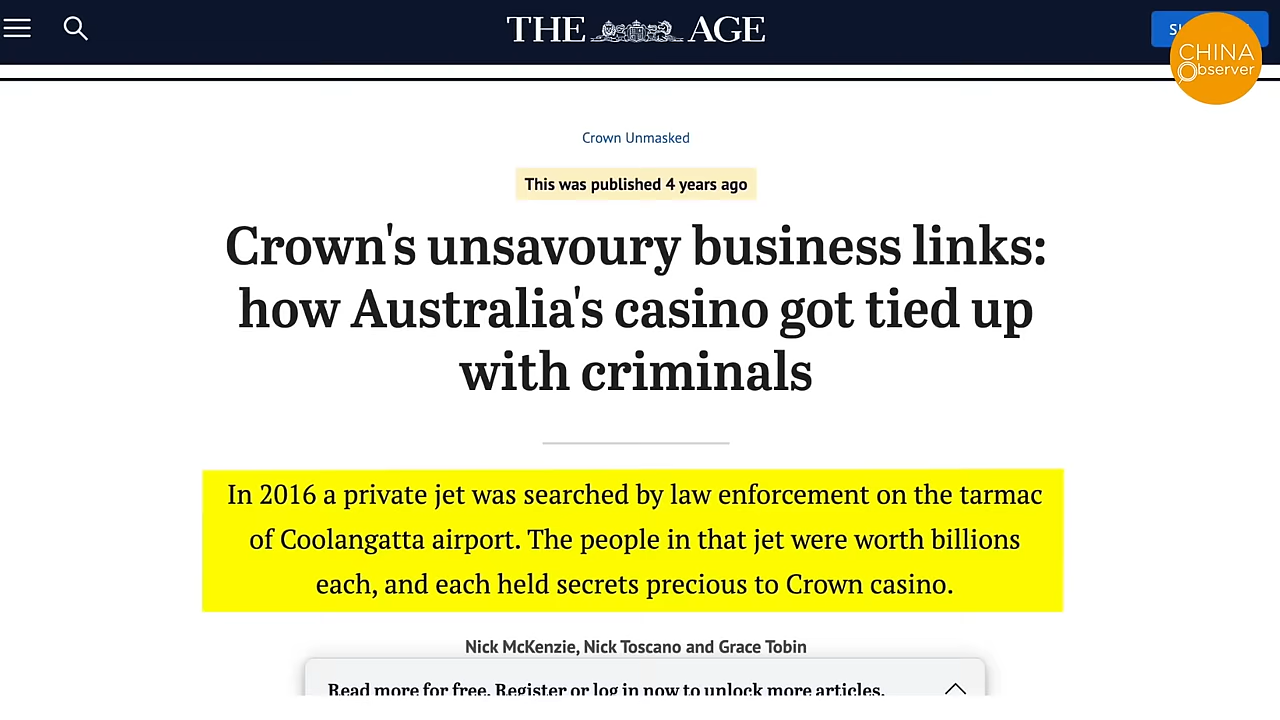 THE AGE
CHINA
Observer
Crown Unmasked
This was published 4 years ago
Crown's unsavoury business links:
how Australia's casino got tied up
with criminals
In 2016 a private jet was searched by law enforcement on the tarmac
of Coolangatta airport. The people in that jet were worth billions
each, and each held secrets precious to Crown casino.
Nick McKenzie, Nick Toscano and Grace Tobin
Read more for free. Register or log in now to unlock more articles.